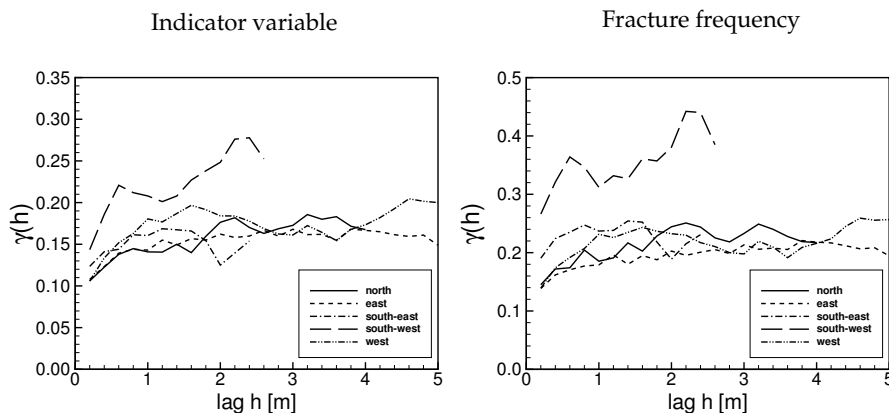 Indicator variable
Fracture frequency
γ(h)
0.35
0.30
0.25
0.20
0.15
0.10
0.05
0.00
0
1
2
3
4
5
lag h [m]
north
east
south-east
south-west
west
γ(h)
0.5
0.4
0.3
0.2
0.1
0.0
0
1
2
3
4
5
lag h [m]
north
east
south-east
south-west
west